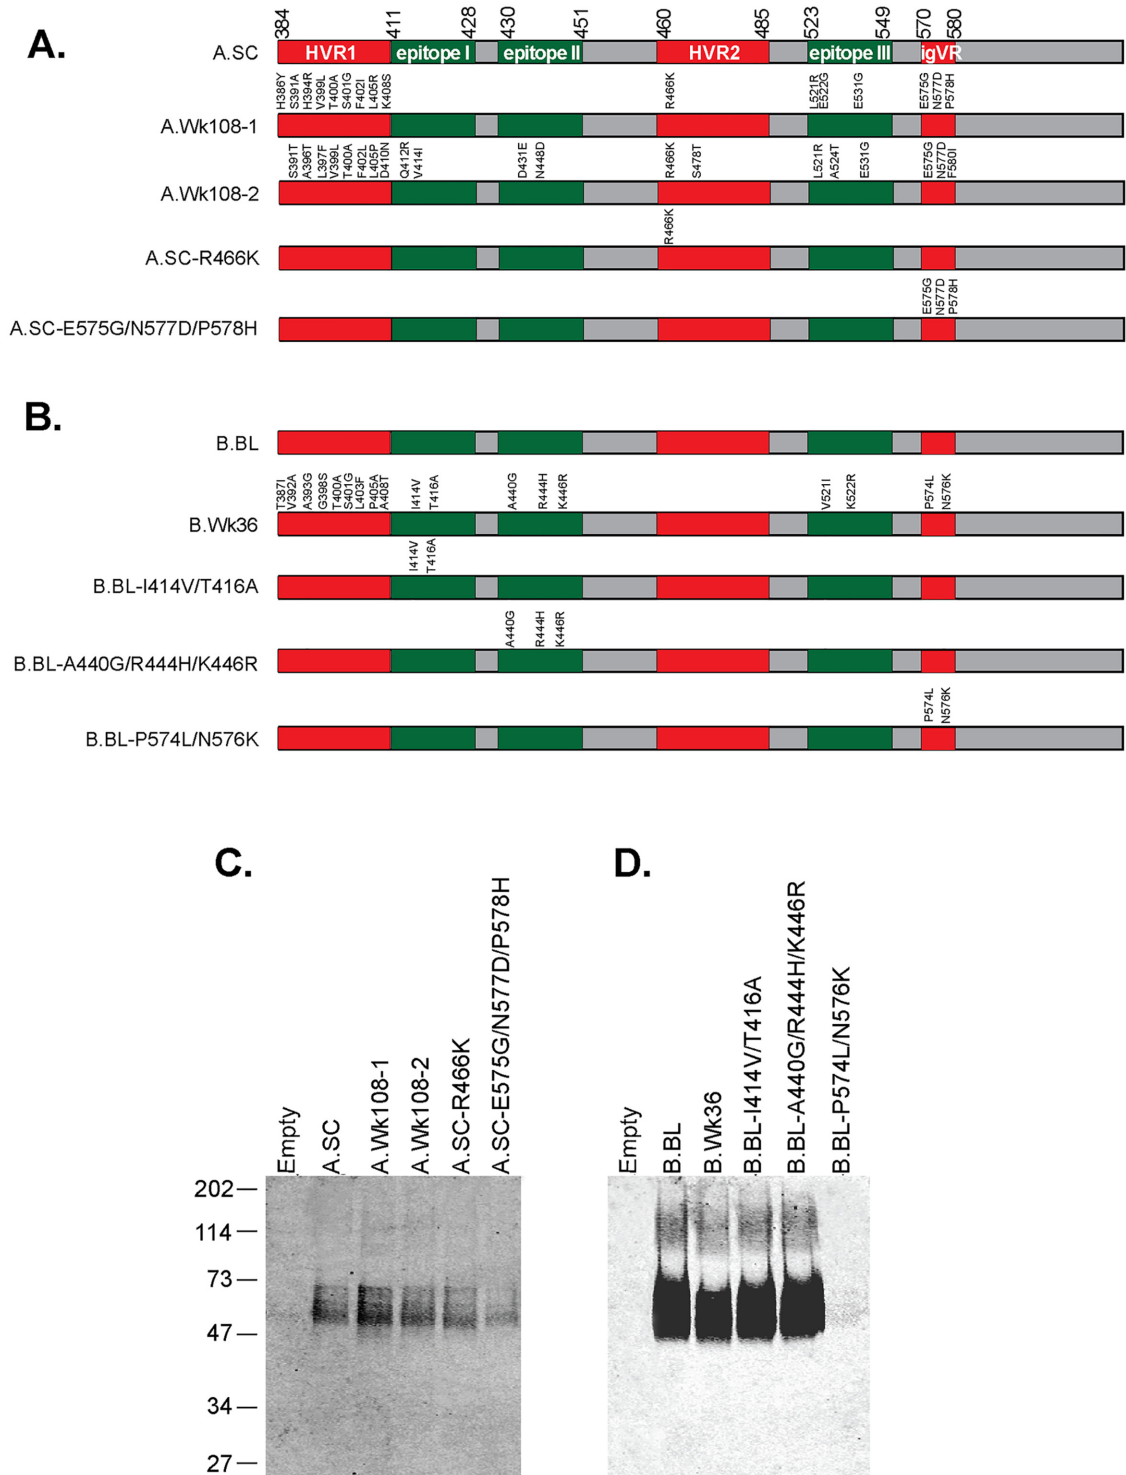 A.
384 411 428 430 451 460 485 523 549 570 580
A.SC HVR1 epitope I epitope II HVR2 epitope III igVR
H386Y S391A H394R V399L T400A S401G F402I L405R K408S R466K L521R E522G E531G E575G N577D P578H
A.Wk108-1
S391T A396T L397F V399L T400A F402L L405P D410N Q412R V414I D431E N448D R466K S478T L521R A524T E531G E575G N577D F580I
A.Wk108-2
R466K
A.SC-R466K
E575G N577D P578H
A.SC-E575G/N577D/P578H
B.
B.BL
T387I V392A A393G G398S T400A S401G L403F P405A A408T I414V T416A A440G R444H K446R V521I K522R P574L N576K
B.Wk36
I414V T416A
B.BL-I414V/T416A
A440G R444H K446R
B.BL-A440G/R444H/K446R
P574L N576K
B.BL-P574L/N576K
C.
Empty
A.SC
A.Wk108-1
A.Wk108-2
A.SC-R466K
A.SC-E575G/N577D/P578H
202
114
73
47
34
27
D.
Empty
B.BL
B.Wk36
B.BL-I414V/T416A
B.BL-A440G/R444H/K446R
B.BL-P574L/N576K